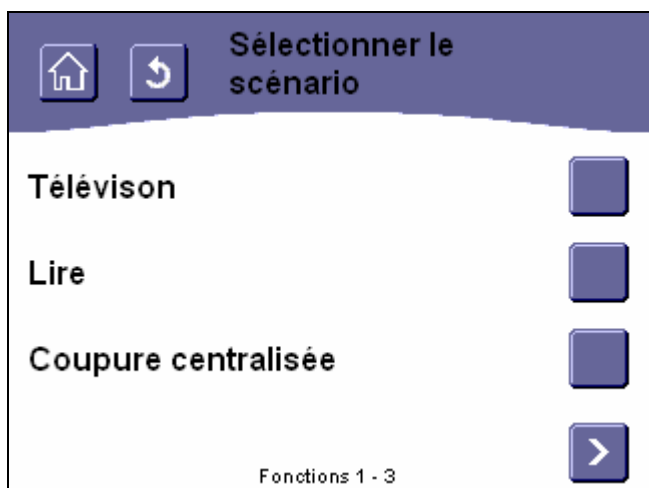 Sélectionner le
scénario
Télévison
Lire
Coupure centralisée
Fonctions 1 - 3